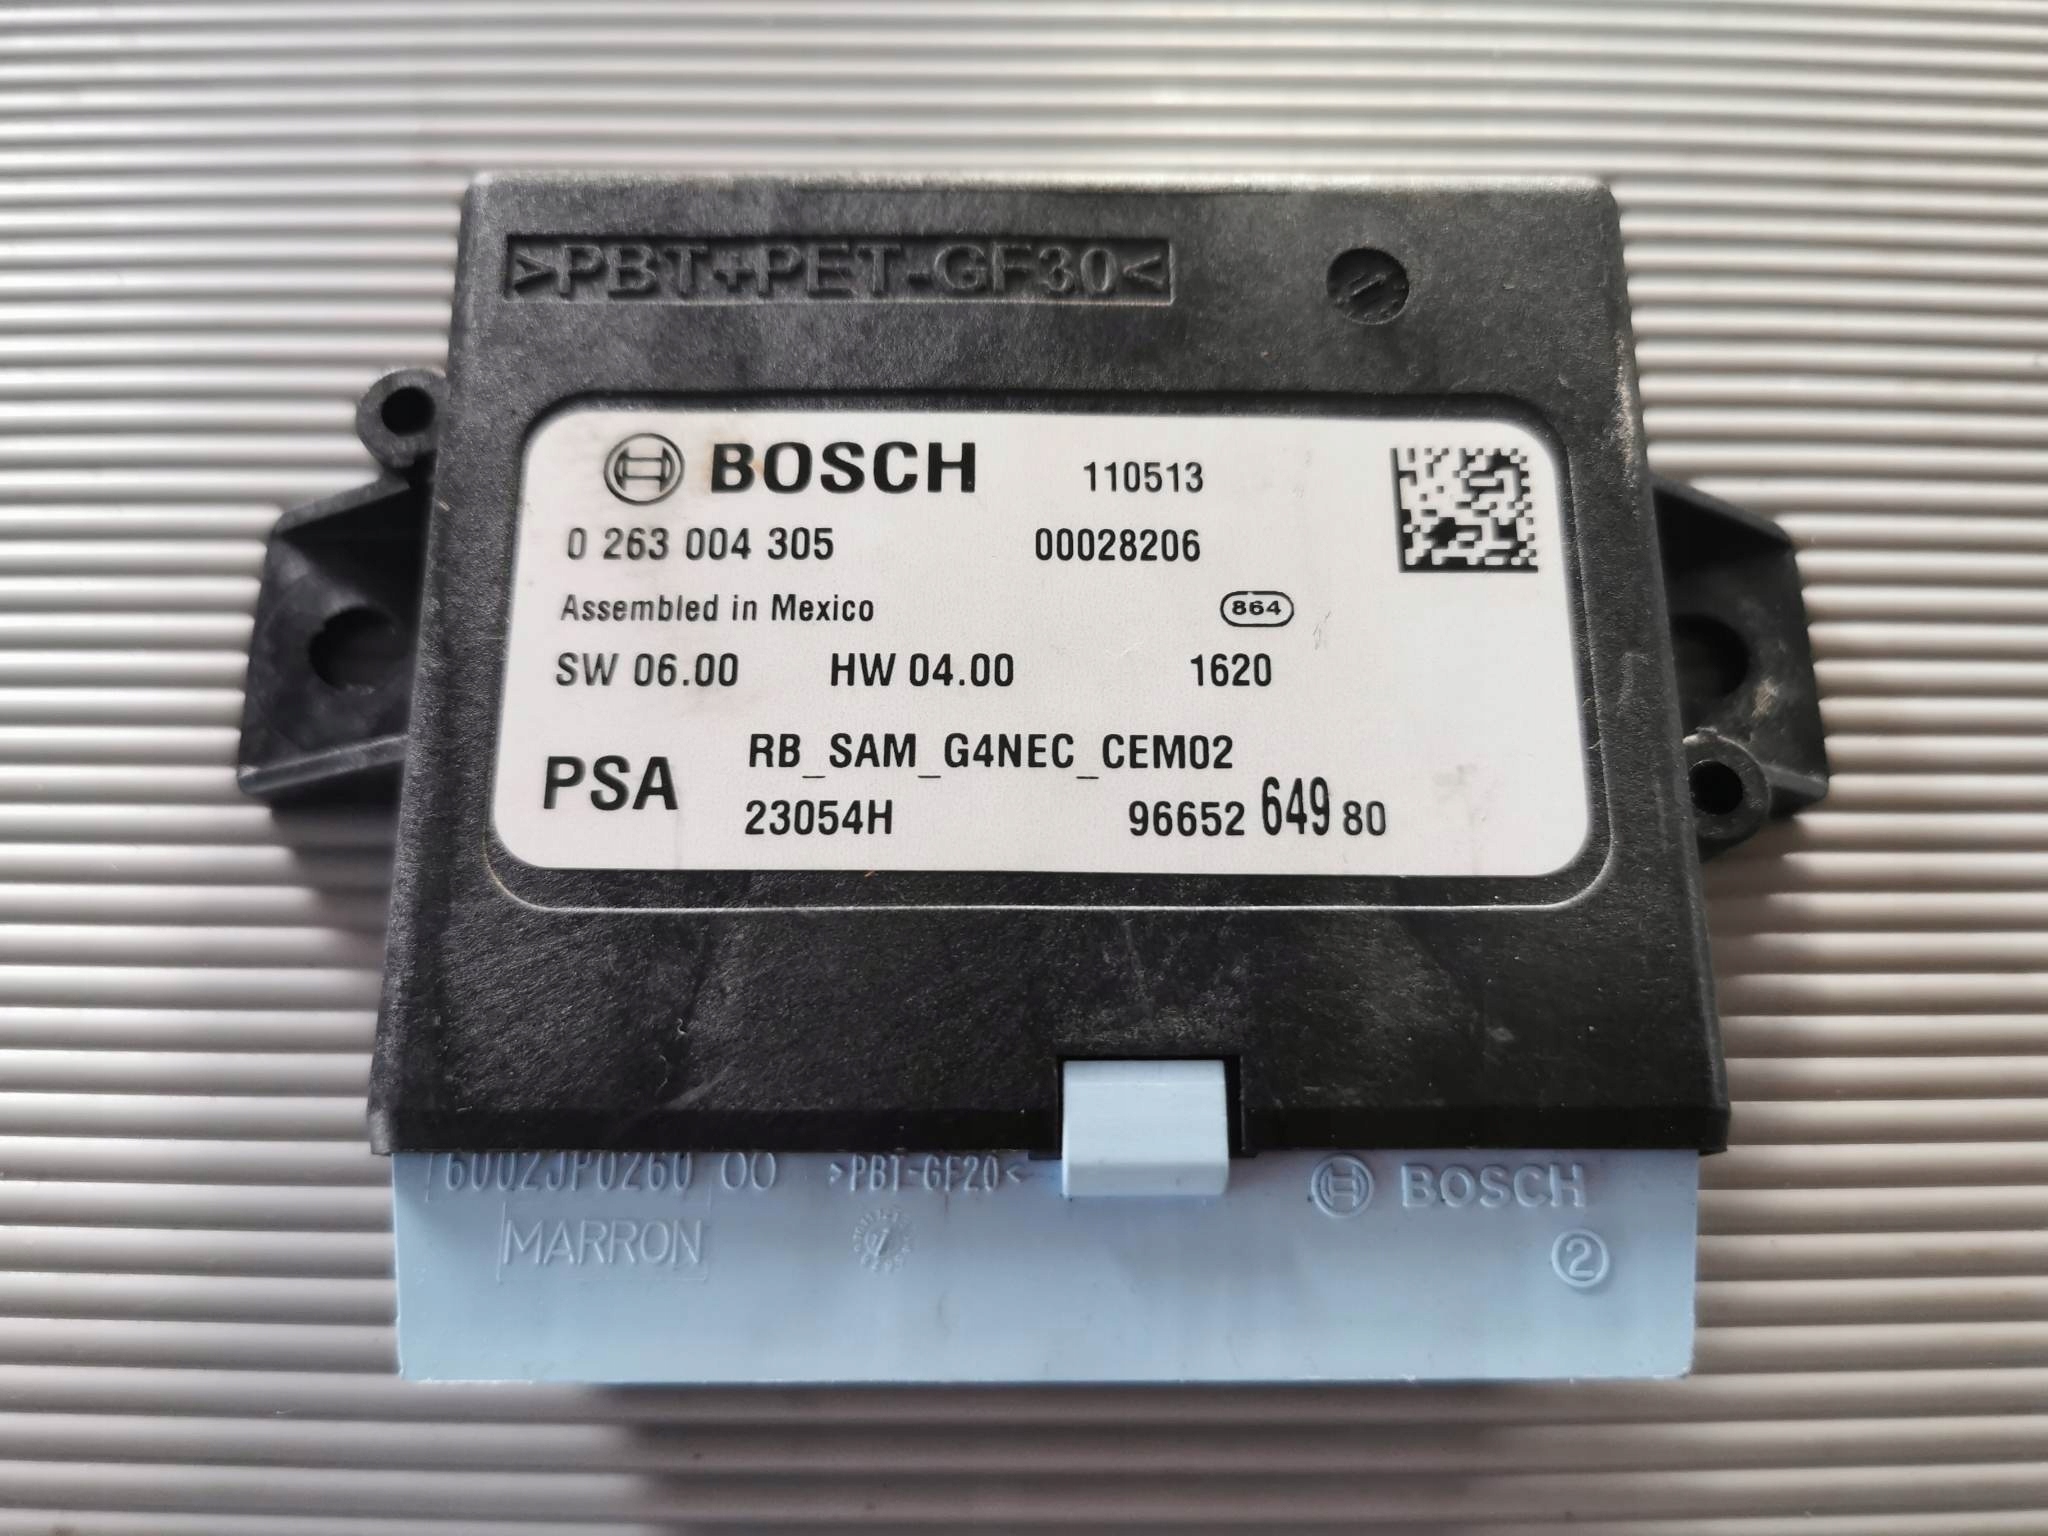 >PBT+PET-GF30<
BOSCH 110513
0 263 004 305 00028206
Assembled in Mexico 864
SW 06.00 HW 04.00 1620
RB_SAM_G4NEC_CEM02
PSA
23054H 96652 649 80
76002JP0260 00 >PBT-GF20< BOSCH
MARRON 2